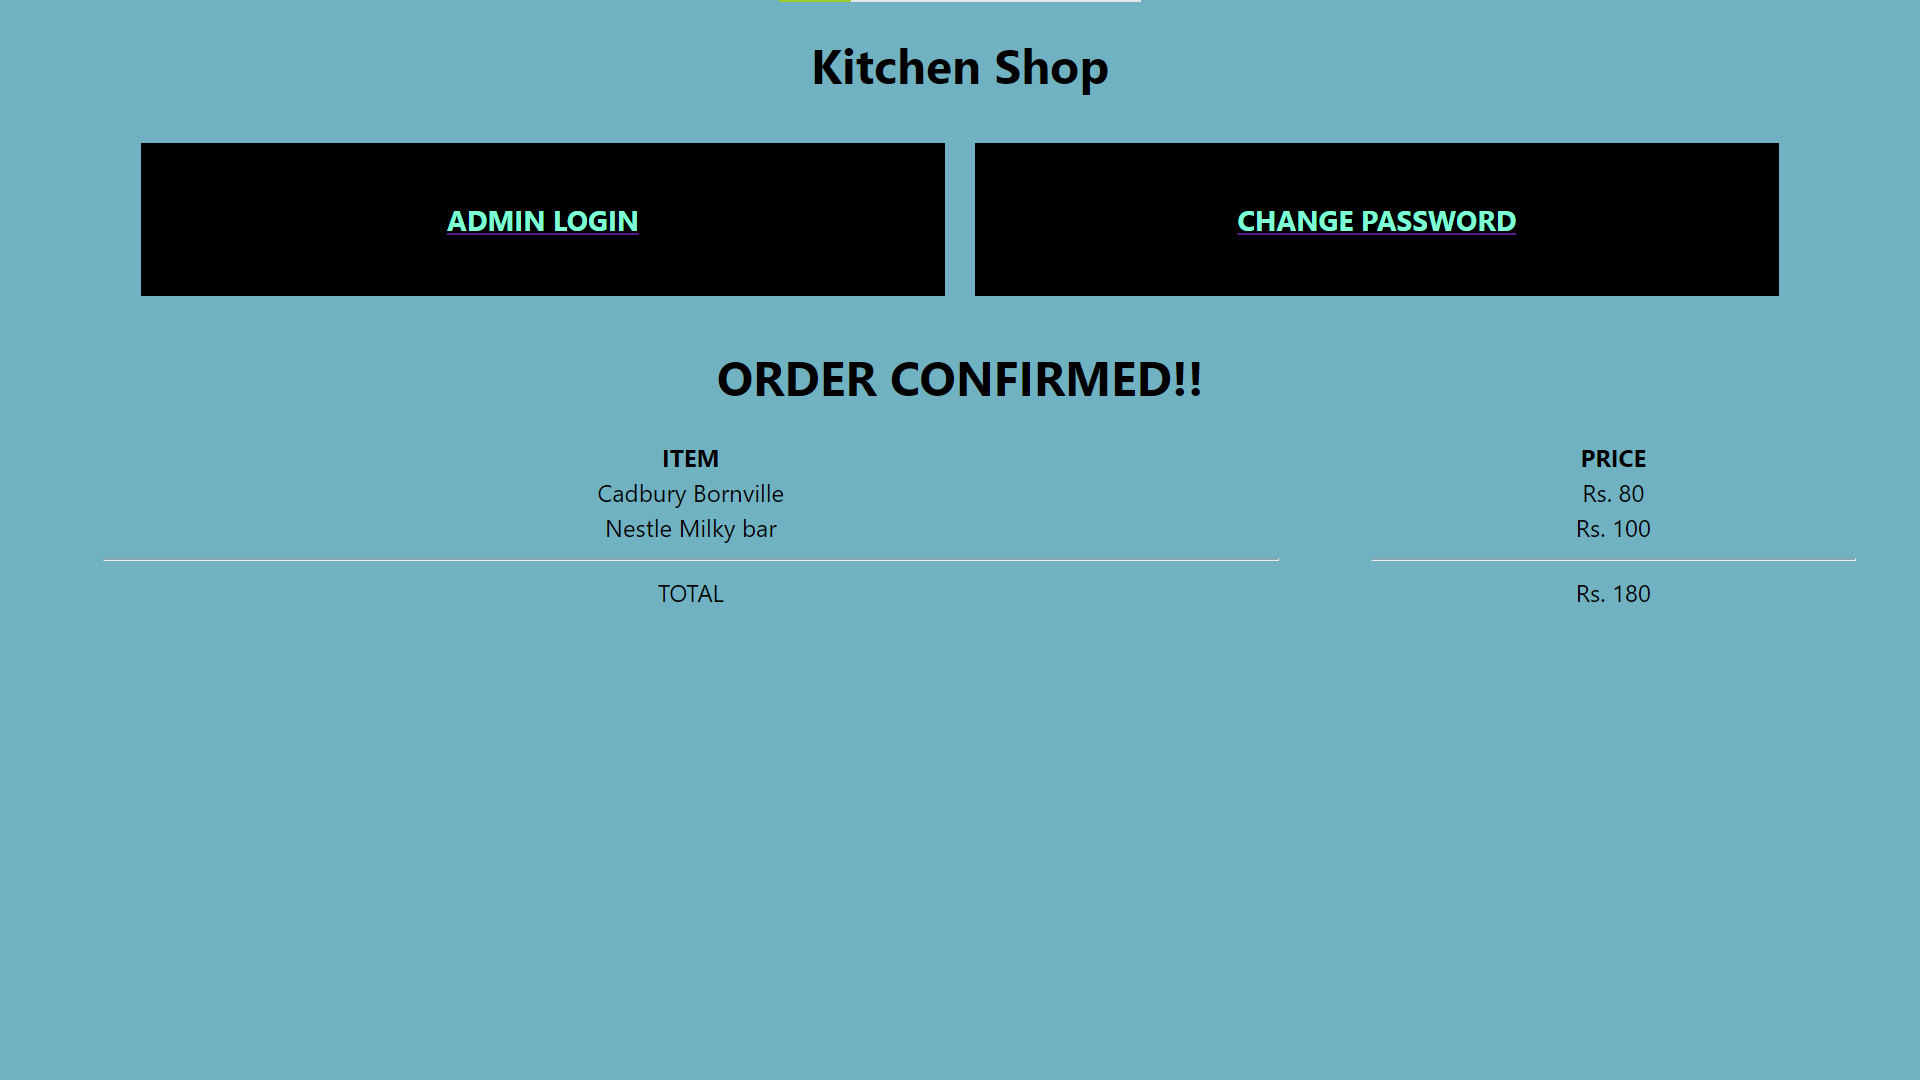 Kitchen Shop
ADMIN LOGIN CHANGE PASSWORD
ORDER CONFIRMED!!
ITEM PRICE
Cadbury Bornville Rs. 80
Nestle Milky bar Rs. 100
TOTAL Rs. 180